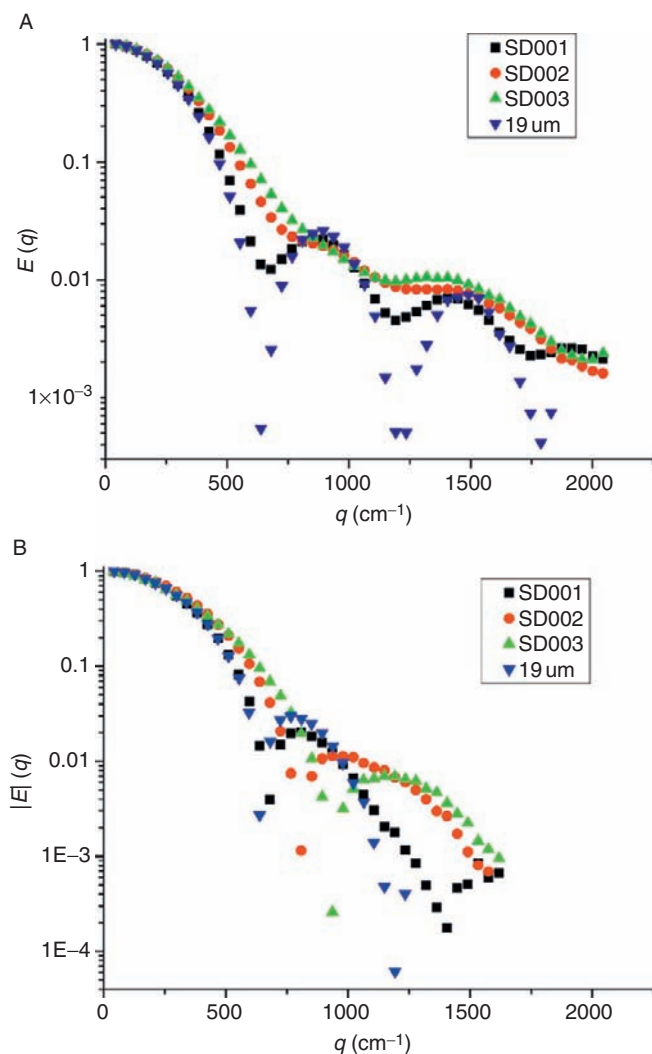 A
1
0.1
0.01
1×10⁻³
E (q)
SD001
SD002
SD003
19 um
0
500
1000
1500
2000
q (cm⁻¹)
B
1
0.1
0.01
1E−3
1E−4
|E| (q)
SD001
SD002
SD003
19 um
0
500
1000
1500
2000
q (cm⁻¹)